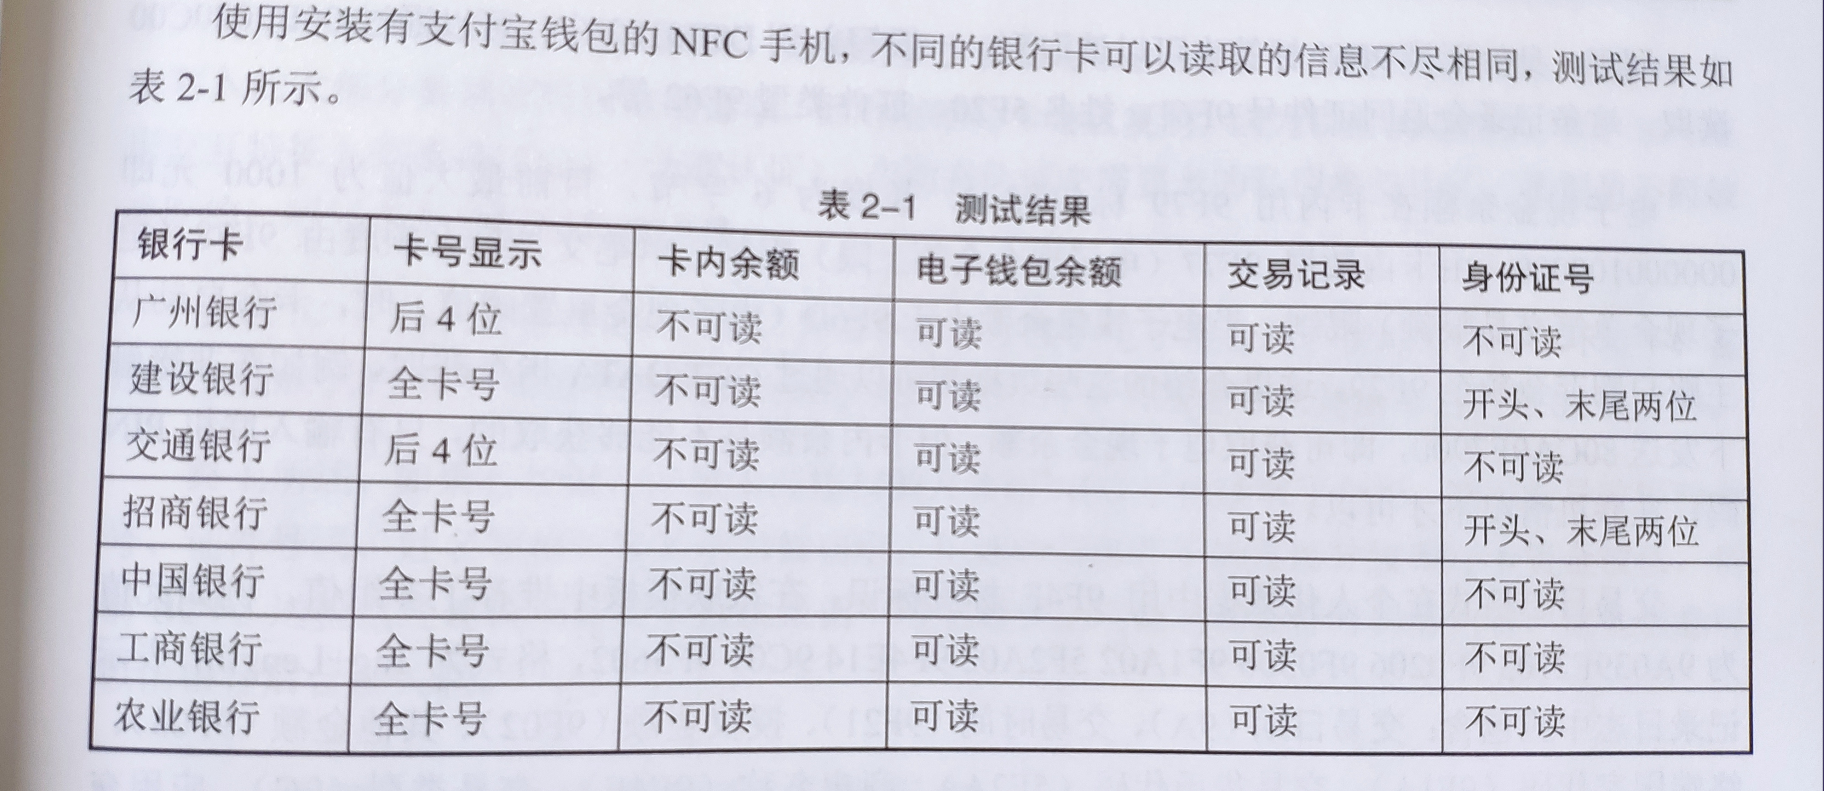 使用安装有支付宝钱包的 NFC 手机，不同的银行卡可以读取的信息不尽相同，测试结果如
表 2-1 所示。
表 2-1 测试结果
银行卡 卡号显示 卡内余额 电子钱包余额 交易记录 身份证号
广州银行 后 4 位 不可读 可读 可读 不可读
建设银行 全卡号 不可读 可读 可读 开头、末尾两位
交通银行 后 4 位 不可读 可读 可读 不可读
招商银行 全卡号 不可读 可读 可读 开头、末尾两位
中国银行 全卡号 不可读 可读 可读 不可读
工商银行 全卡号 不可读 可读 可读 不可读
农业银行 全卡号 不可读 可读 可读 不可读